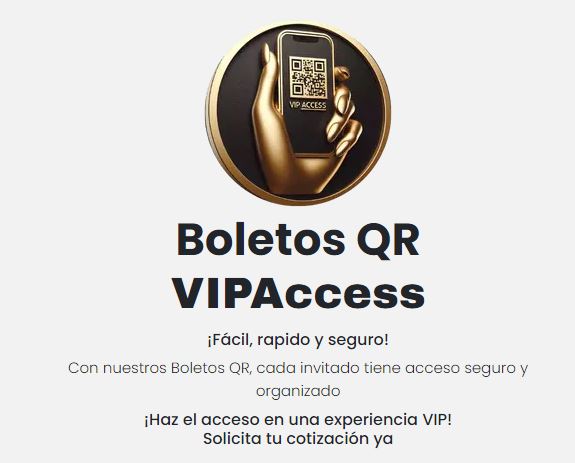 VIP ACCESS
Boletos QR
VIPAccess
¡Fácil, rapido y seguro!
Con nuestros Boletos QR, cada invitado tiene acceso seguro y
organizado
¡Haz el acceso en una experiencia VIP!
Solicita tu cotización ya